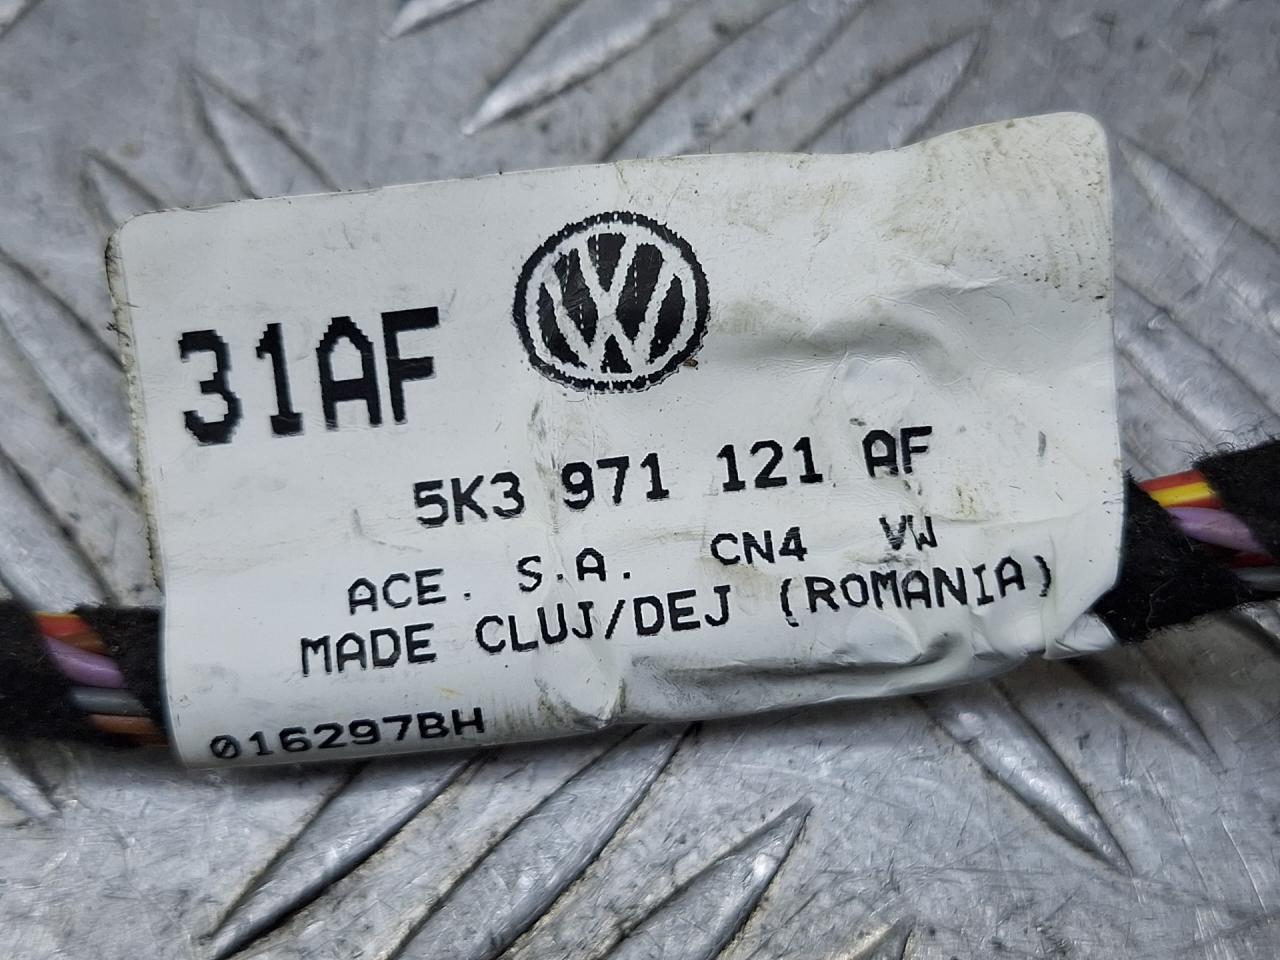 31AF
5K3 971 121 AF
ACE. S.A. CN4 VW
MADE CLUJ/DEJ (ROMANIA)
016297BH